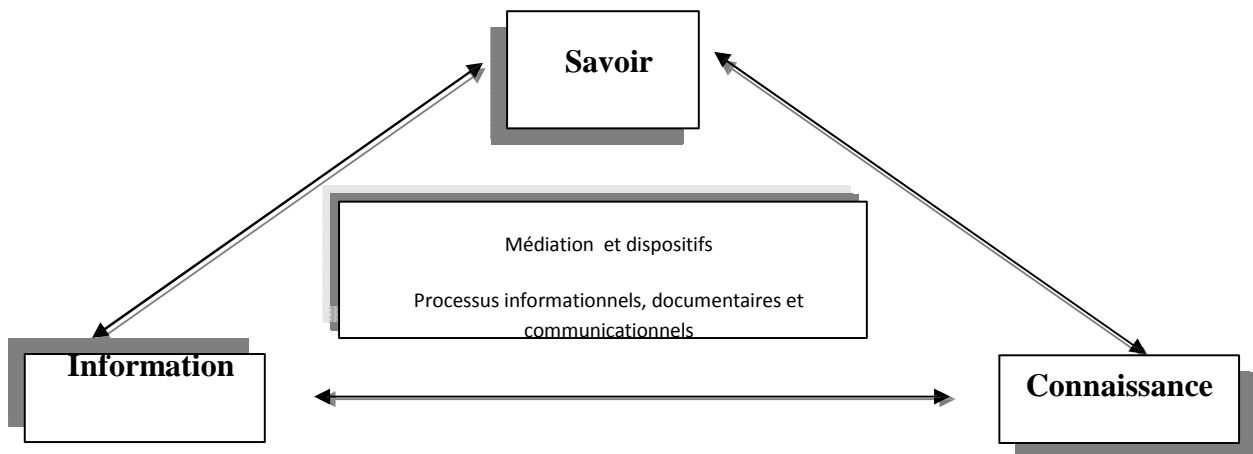 Savoir
Médiation et dispositifs
Processus informationnels, documentaires et
communicationnels
Information
Connaissance